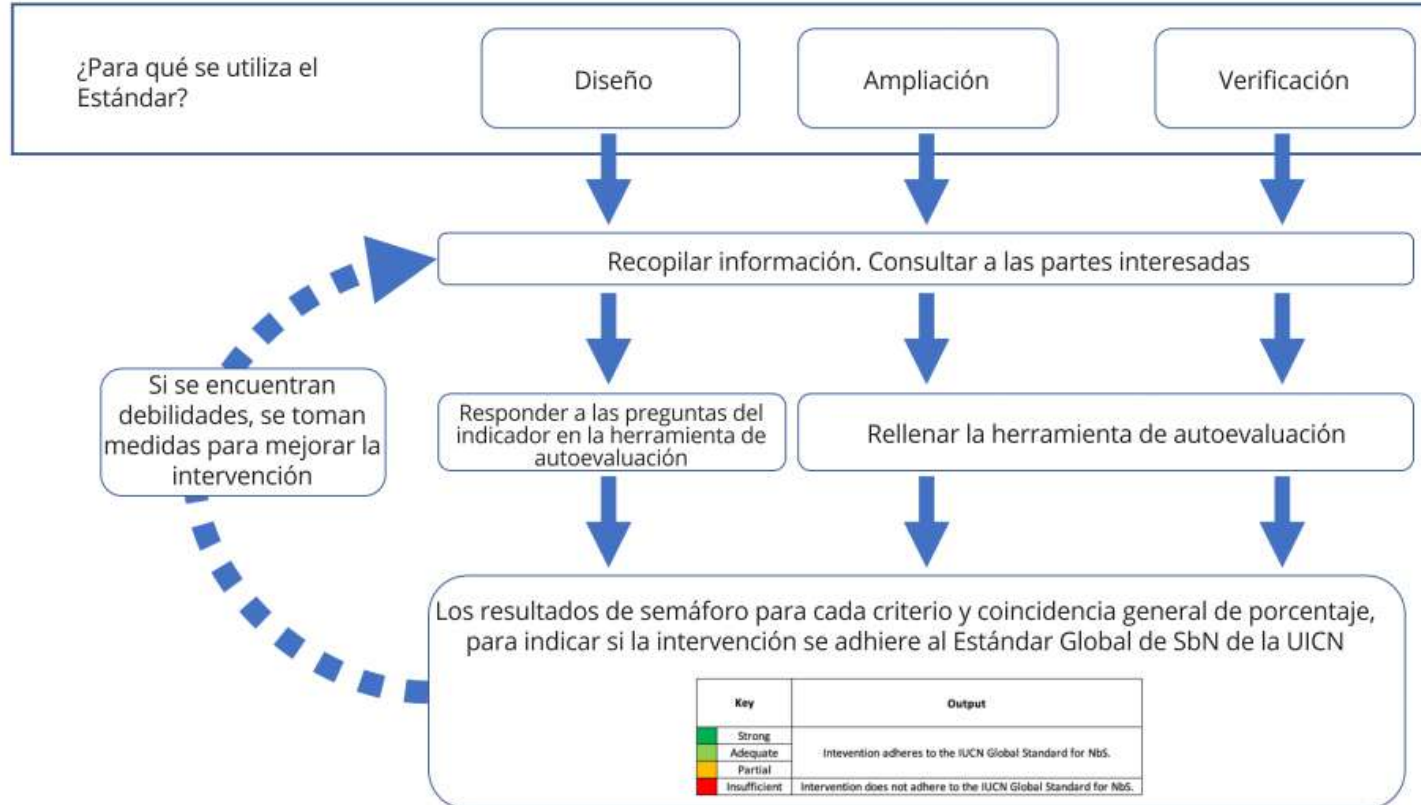 ¿Para qué se utiliza el
Estándar?
Diseño
Ampliación
Verificación
Recopilar información. Consultar a las partes interesadas
Si se encuentran
debilidades, se toman
medidas para mejorar la
intervención
Responder a las preguntas del
indicador en la herramienta de
autoevaluación
Rellenar la herramienta de autoevaluación
Los resultados de semáforo para cada criterio y coincidencia general de porcentaje,
para indicar si la intervención se adhiere al Estándar Global de SbN de la UICN
Key
Output
Strong
Adequate
Partial
Intevention adheres to the IUCN Global Standard for NbS.
Insufficient
Intervention does not adhere to the IUCN Global Standard for NbS.